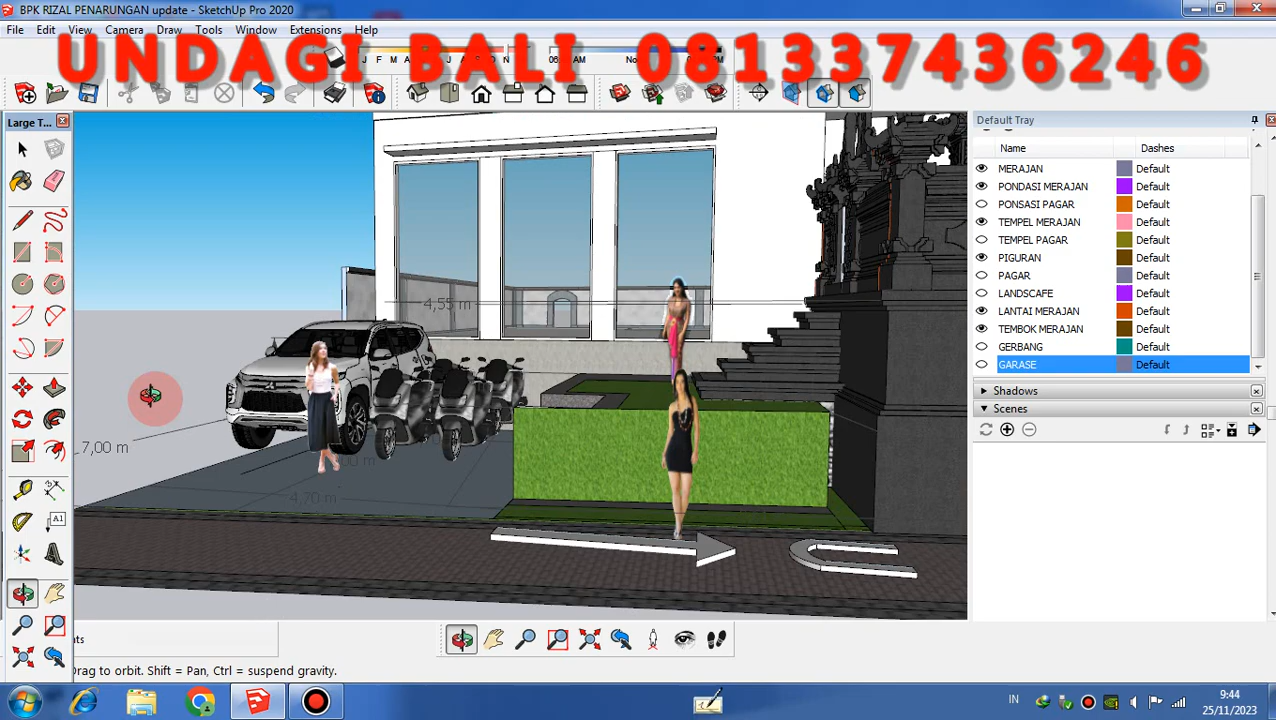 BPK RIZAL PENARUNGAN update - SketchUp Pro 2020
File Edit View Camera Draw Tools Window Extensions Help
UNDAGI BALI 081337436246
J F M A
Large T...
Default Tray
Name Dashes
MERAJAN Default
PONDASI MERAJAN Default
PONSASI PAGAR Default
TEMPEL MERAJAN Default
TEMPEL PAGAR Default
PIGURAN Default
PAGAR Default
LANDSCAFE Default
LANTAI MERAJAN Default
TEMBOK MERAJAN Default
GERBANG Default
GARASE Default
Shadows
Scenes
4,55 m
7,00 m
4,70 m
A1
Drag to orbit. Shift = Pan, Ctrl = suspend gravity.
IN
9:44
25/11/2023